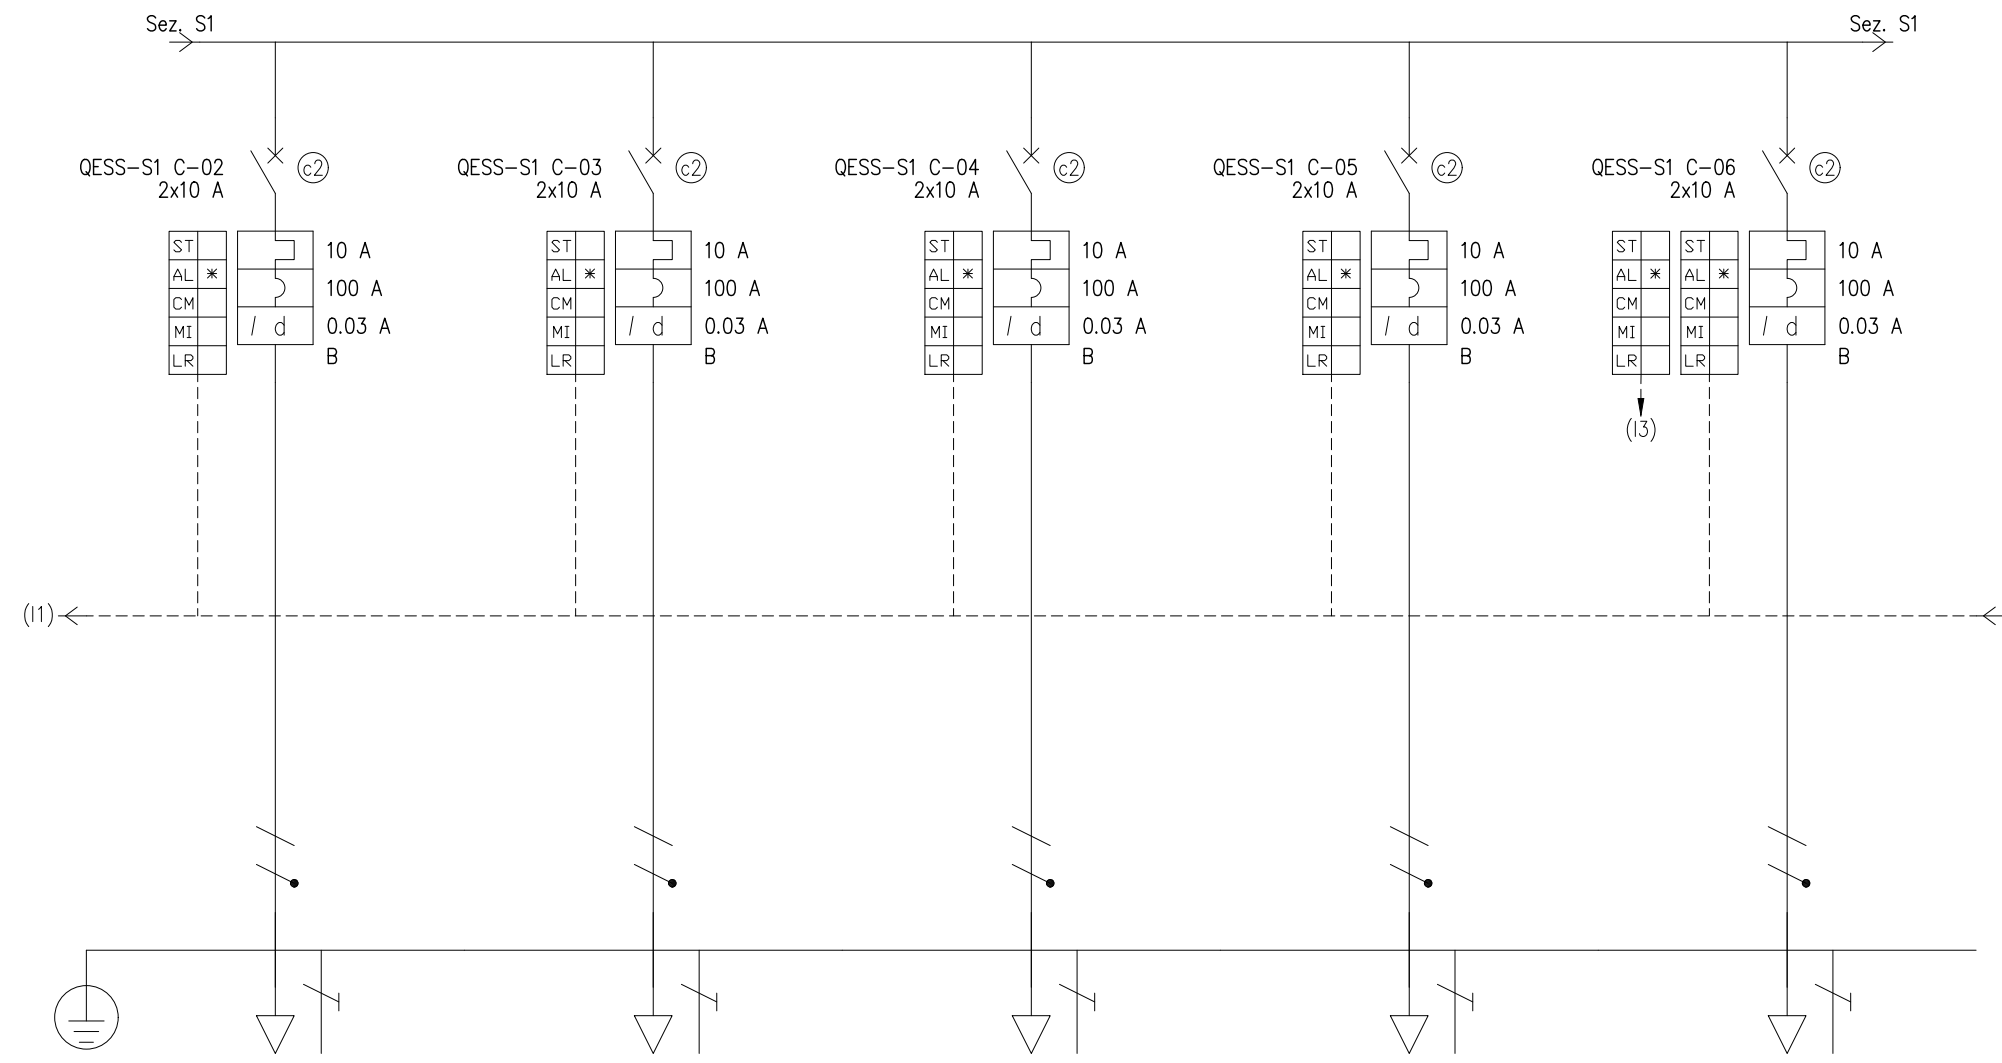 Sez. S1 Sez. S1
QESS-S1 C-02 c2 QESS-S1 C-03 c2 QESS-S1 C-04 c2 QESS-S1 C-05 c2 QESS-S1 C-06 c2
2x10 A 2x10 A 2x10 A 2x10 A 2x10 A
ST 10 A ST 10 A ST 10 A ST 10 A ST ST 10 A
AL * 100 A AL * 100 A AL * 100 A AL * 100 A AL * AL * 100 A
CM CM CM CM CM CM
MI I d 0.03 A MI I d 0.03 A MI I d 0.03 A MI I d 0.03 A MI MI I d 0.03 A
LR B LR B LR B LR B LR LR B
(I3)
(I1)